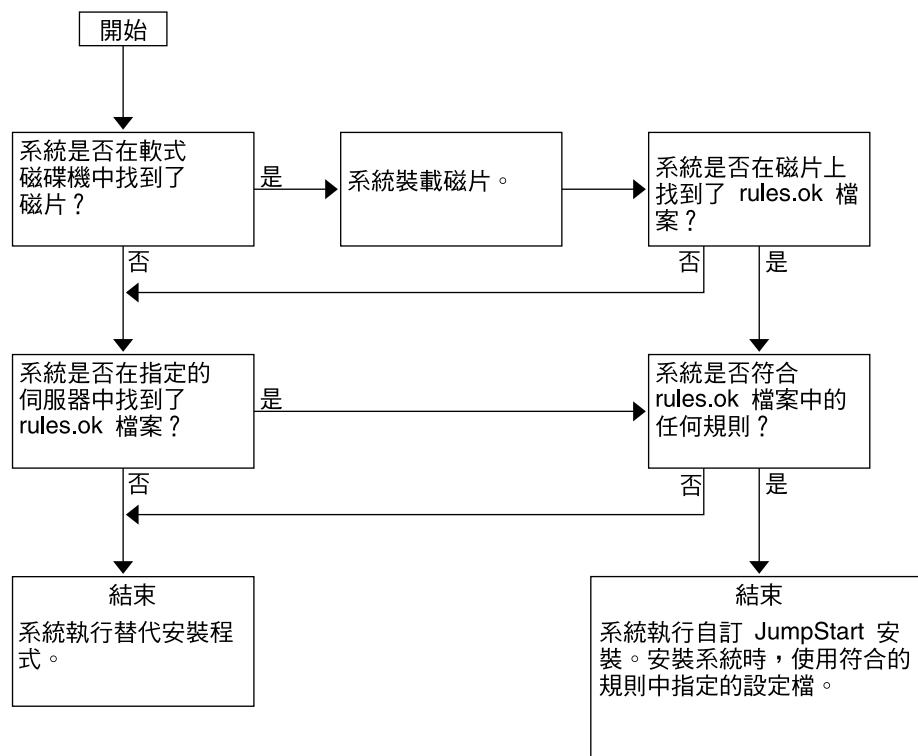 開始
系統是否在軟式
磁碟機中找到了
磁片？
是
系統裝載磁片。
系統是否在磁片上
找到了 rules.ok 檔
案？
否
否
是
系統是否在指定的
伺服器中找到了
rules.ok 檔案？
是
系統是否符合
rules.ok 檔案中的
任何規則？
否
否
是
結束
系統執行替代安裝程
式。
結束
系統執行自訂 JumpStart 安
裝。安裝系統時，使用符合的
規則中指定的設定檔。